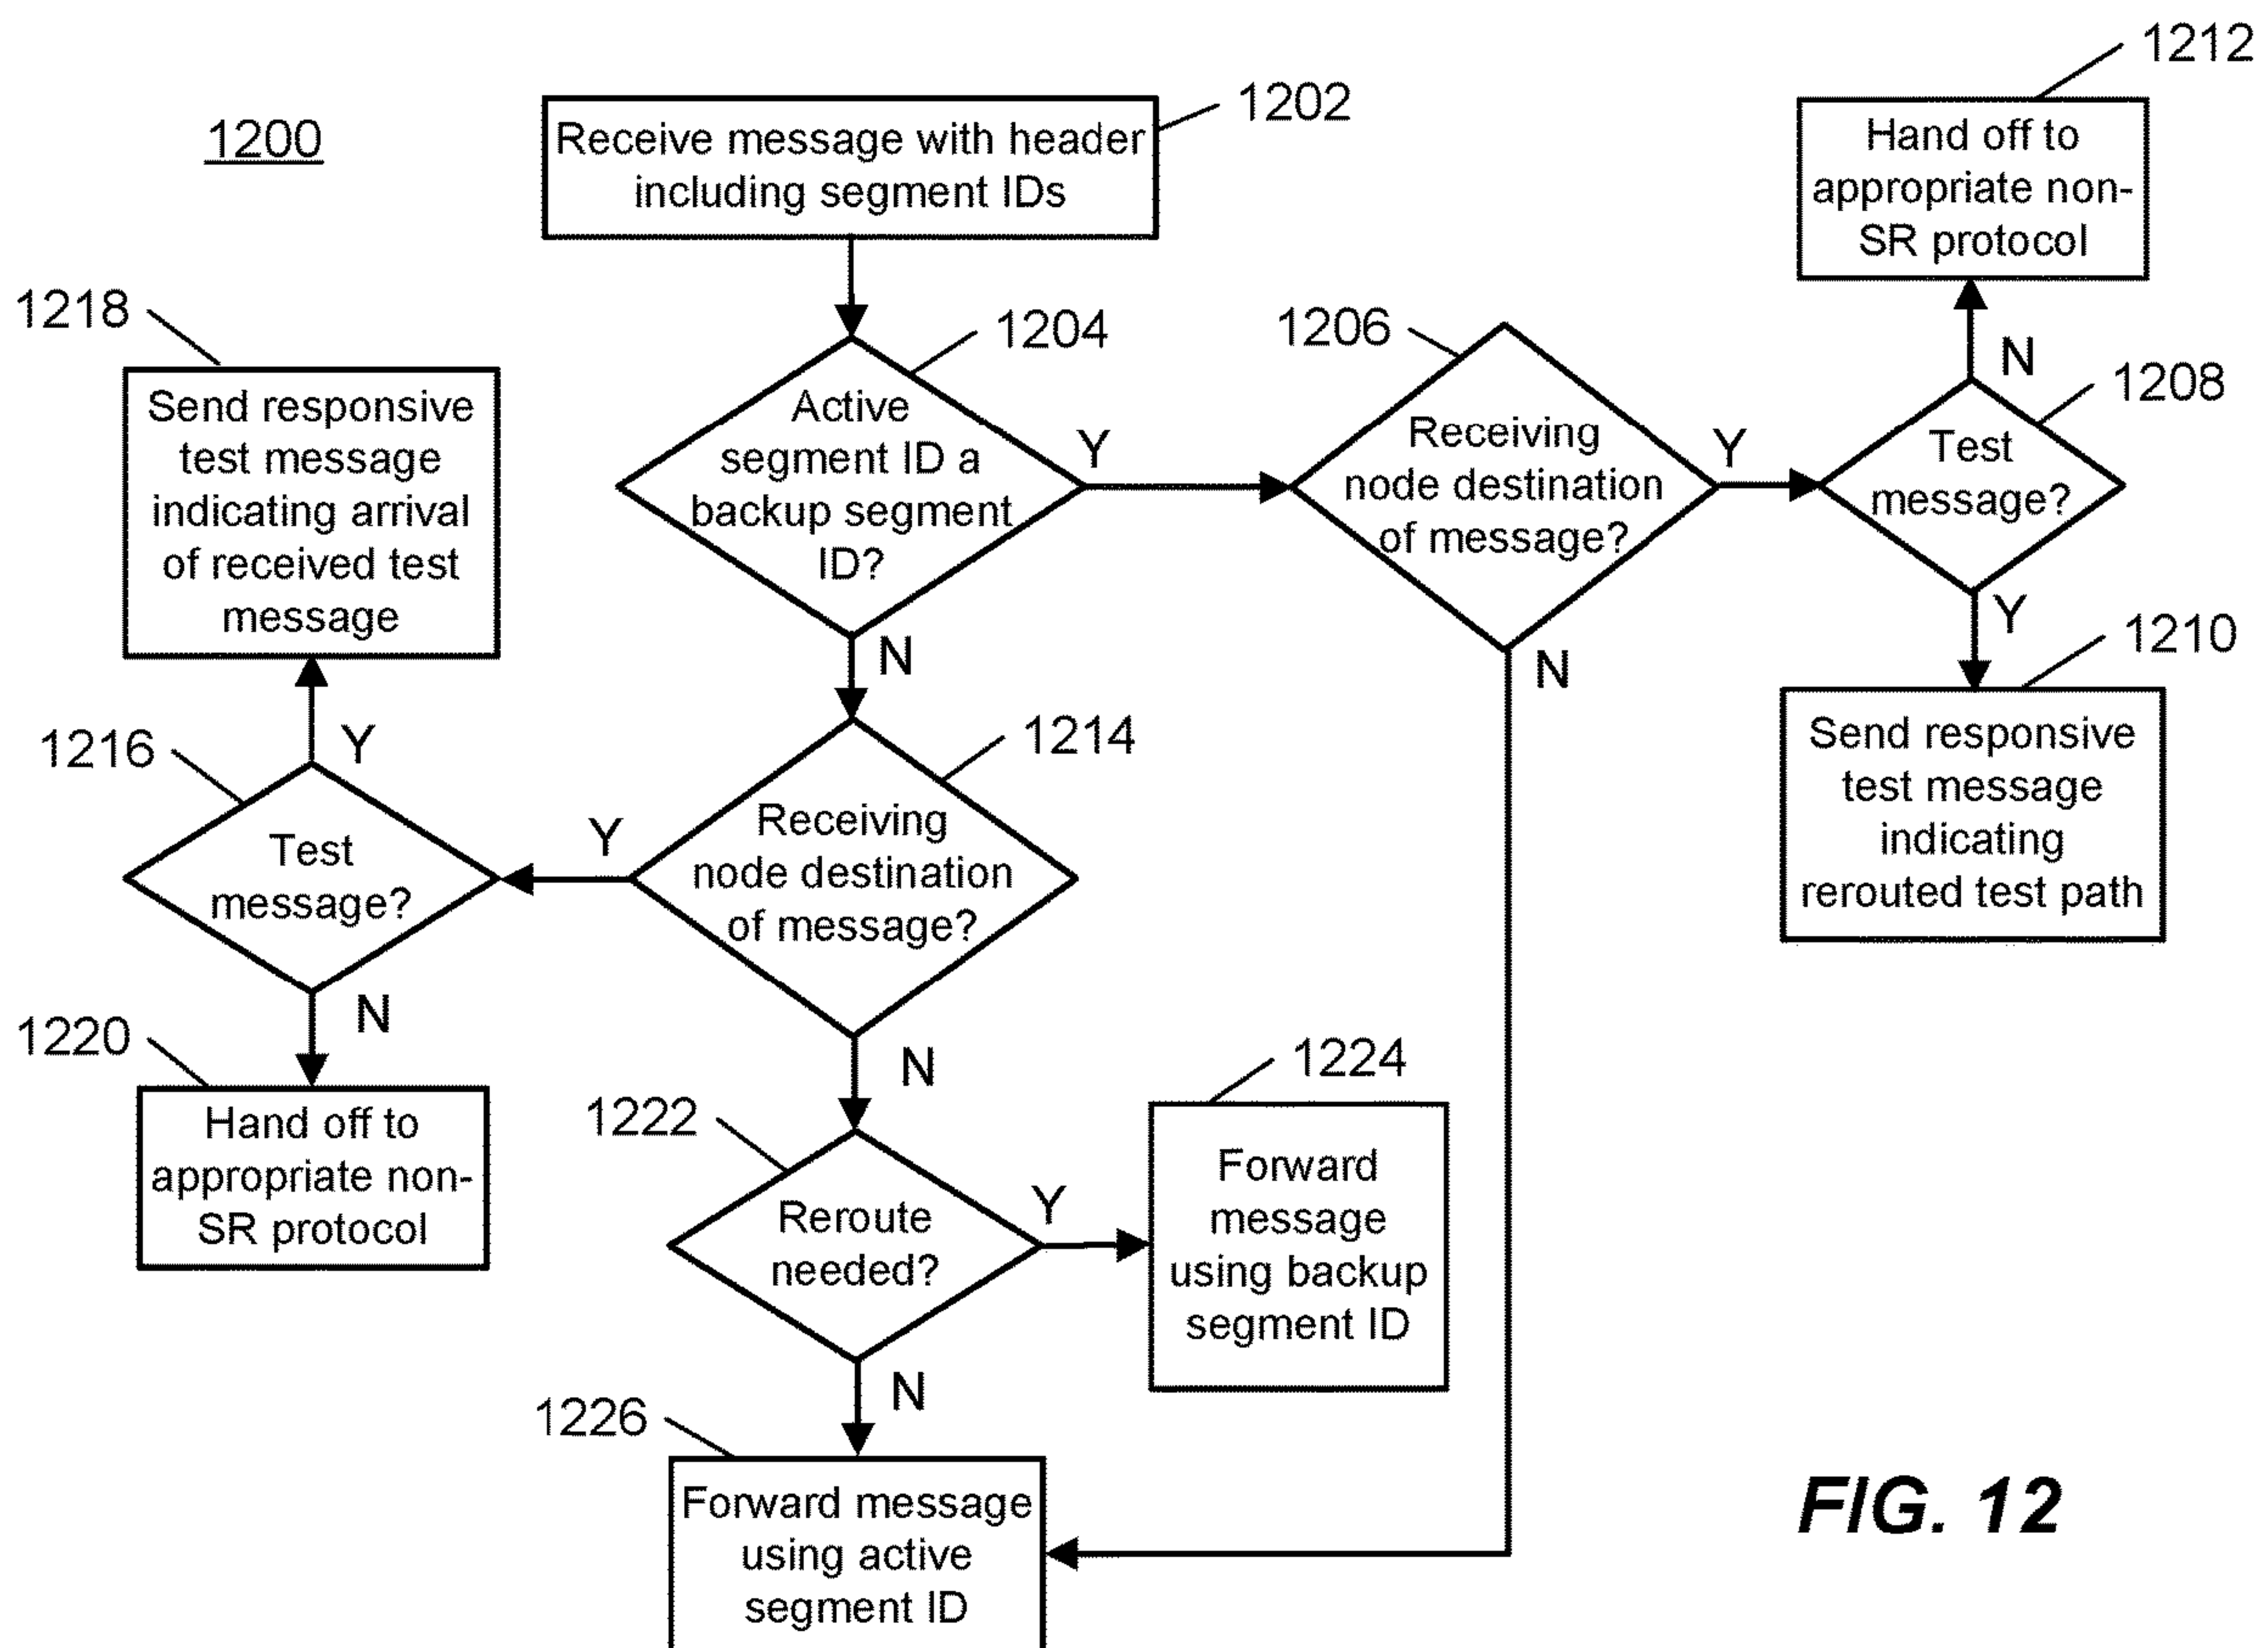 1200
1202
Receive message with header
including segment IDs
1204
Active
segment ID a
backup segment
ID?
Y
N
1206
Receiving
node destination
of message?
Y
N
1208
Test
message?
N
Y
1212
Hand off to
appropriate non-
SR protocol
1210
Send responsive
test message
indicating
rerouted test path
1214
Receiving
node destination
of message?
Y
N
1216
Test
message?
Y
N
1218
Send responsive
test message
indicating arrival
of received test
message
1220
Hand off to
appropriate non-
SR protocol
1222
Reroute
needed?
Y
N
1224
Forward
message
using backup
segment ID
1226
Forward message
using active
segment ID
FIG. 12